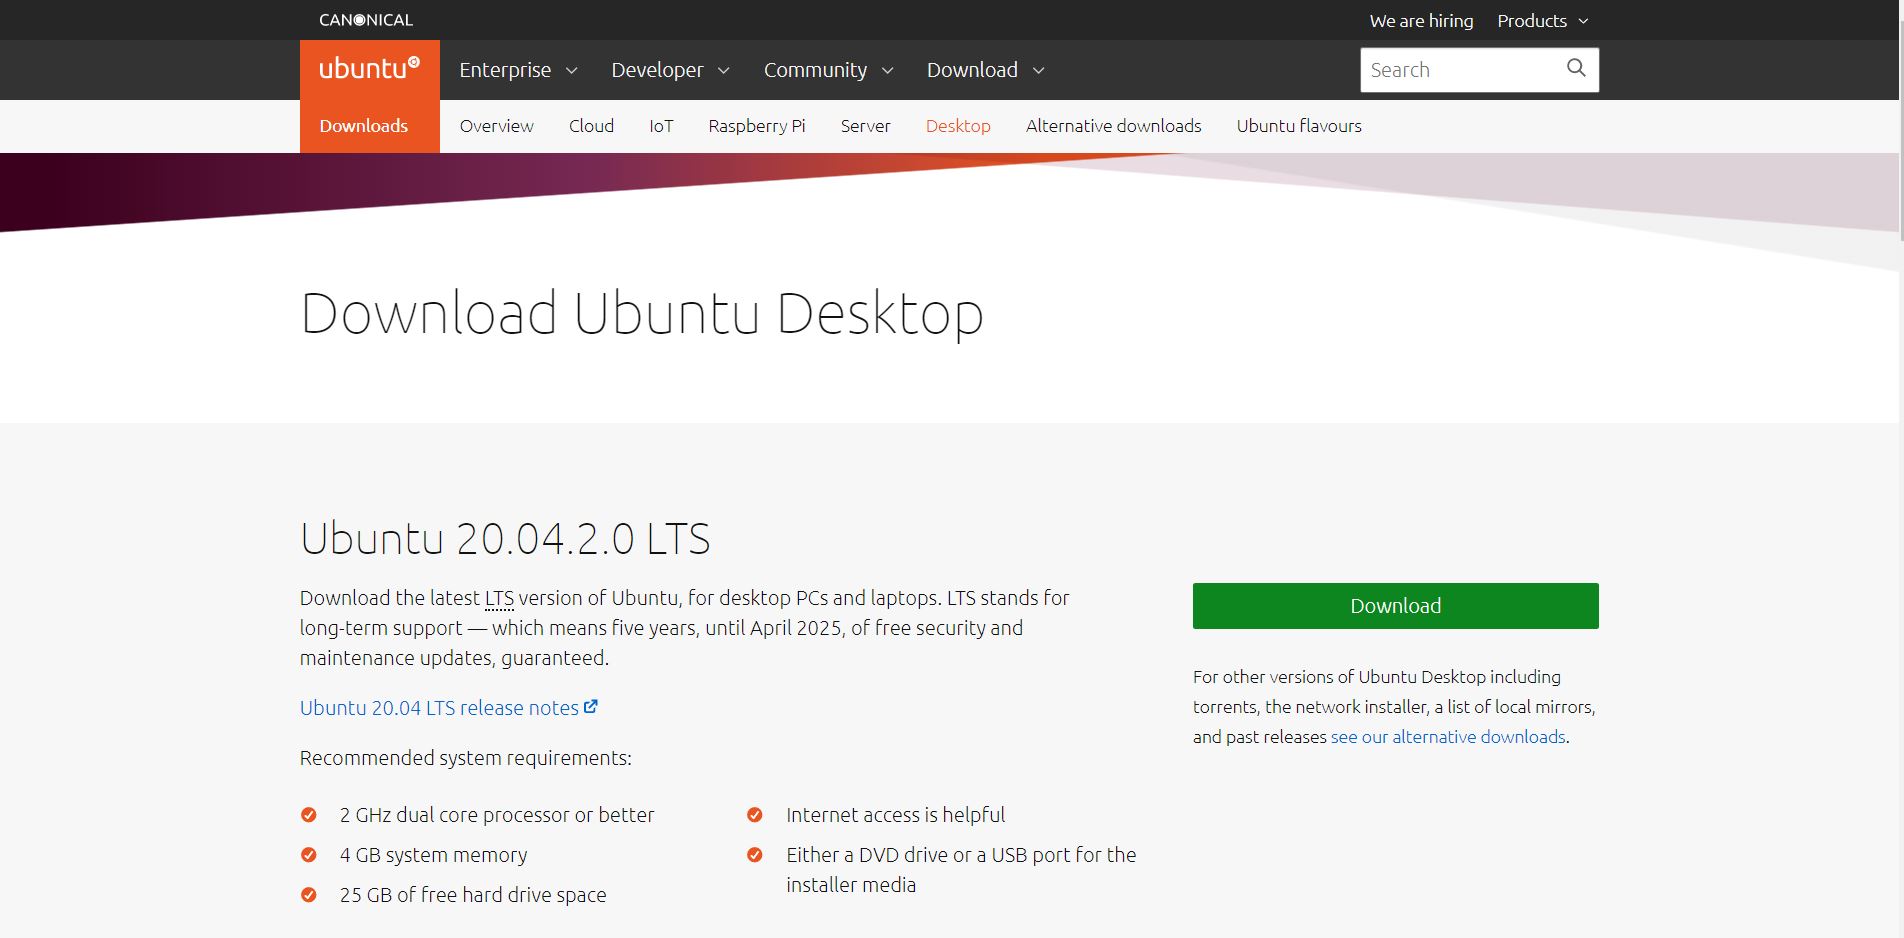 CANONICAL
We are hiring Products
ubuntu
Enterprise Developer Community Download
Search
Downloads
Overview Cloud IoT Raspberry Pi Server Desktop Alternative downloads Ubuntu flavours
Download Ubuntu Desktop
Ubuntu 20.04.2.0 LTS
Download the latest LTS version of Ubuntu, for desktop PCs and laptops. LTS stands for
long-term support — which means five years, until April 2025, of free security and
maintenance updates, guaranteed.
Ubuntu 20.04 LTS release notes
Recommended system requirements:
2 GHz dual core processor or better
4 GB system memory
25 GB of free hard drive space
Internet access is helpful
Either a DVD drive or a USB port for the
installer media
Download
For other versions of Ubuntu Desktop including
torrents, the network installer, a list of local mirrors,
and past releases see our alternative downloads.